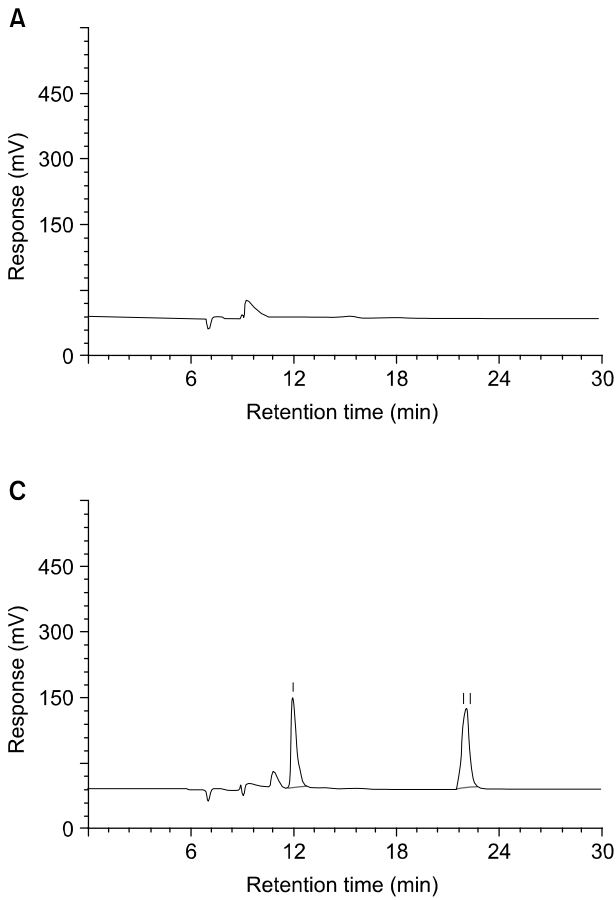 A
Response (mV)
450
300
150
0
6 12 18 24 30
Retention time (min)
C
Response (mV)
450
300
150
0
I
II
6 12 18 24 30
Retention time (min)